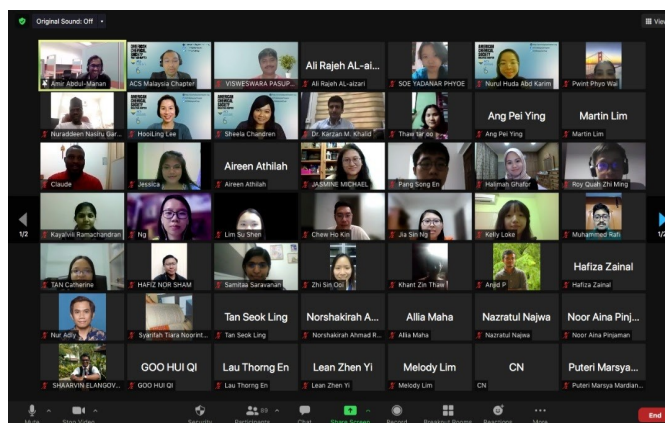 Original Sound: Off
View
AMERICAN CHEMICAL SOCIETY
Amir Abdul-Manan
ACS Malaysia Chapter
VISWESWARA PASUP...
Ali Rajeh AL-ai...
Ali Rajeh AL-aizari
SOE YADANAR PHYOE
Nurul Huda Abd Karim
Pwint Phyo Wai
Nuraddeen Nasiru Gar...
HooiLing Lee
Sheela Chandren
Dr. Karzan M. Khalid
Thaw tar oo
Ang Pei Ying
Ang Pei Ying
Martin Lim
Martin Lim
Claude
Jessica
Aireen Athilah
Aireen Athilah
JASMINE MICHAEL
Pang Song En
Halimah Ghafor
Roy Quah Zhi Ming
1/2
Kayalvili Ramachandran
Ng
Lim Su Shen
Chew Ho Kin
Jia Sin Ng
Kelly Loke
Muhammed Rafi
1/2
TAN Catherine
HAFIZ NOR SHAM
Samitaa Saravanan
Zhi Sin Ooi
Khant Zin Thaw
Anjid P
Hafiza Zainal
Hafiza Zainal
Nur Adly
Syarifah Tiara Noorint...
Tan Seok Ling
Tan Seok Ling
Norshakirah A...
Norshakirah Ahmad R...
Allia Maha
Allia Maha
Nazratul Najwa
Nazratul Najwa
Noor Aina Pinj...
Noor Aina Pinjaman
SHAARVIN ELANGOV...
GOO HUI QI
GOO HUI QI
Lau Thorng En
Lau Thorng En
Lean Zhen Yi
Lean Zhen Yi
Melody Lim
Melody Lim
CN
CN
Puteri Marsya...
Puteri Marsya Mardian...
Mute
Stop Video
Security
Participants
89
Chat
Share Screen
Record
Breakout Rooms
Reactions
More
End